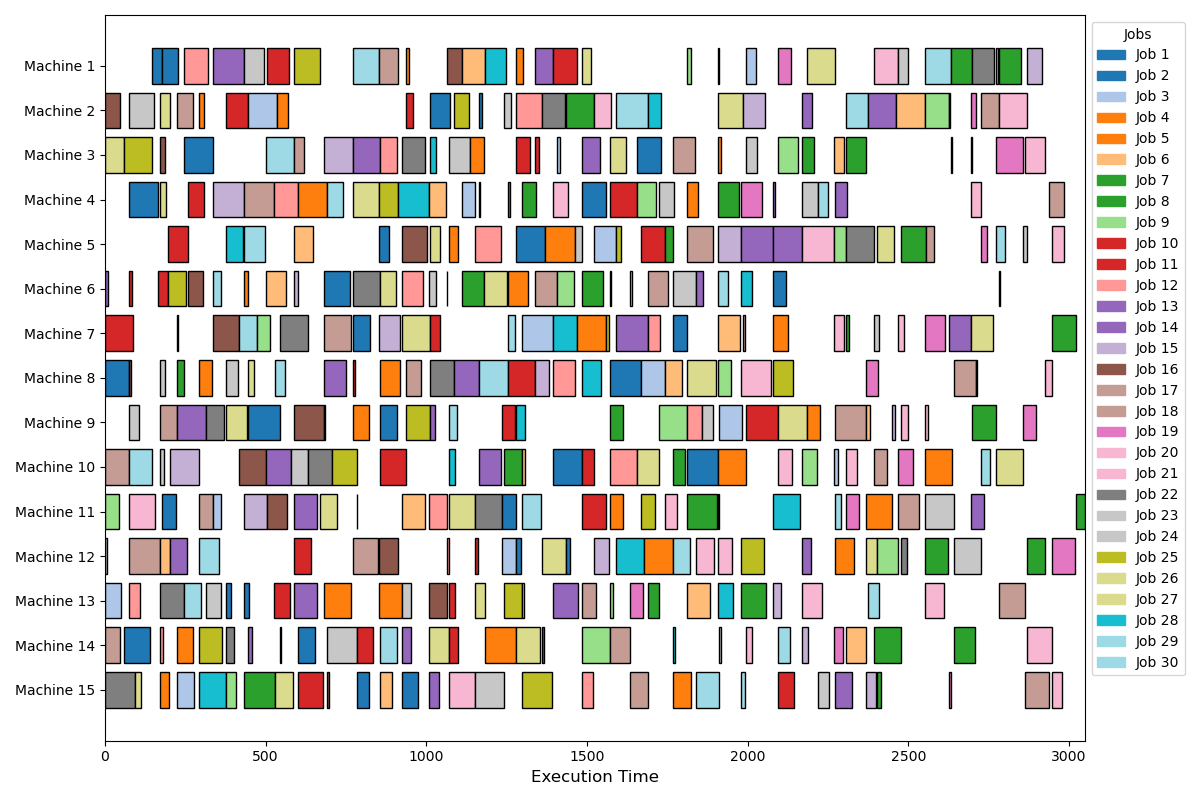 Machine 1
Machine 2
Machine 3
Machine 4
Machine 5
Machine 6
Machine 7
Machine 8
Machine 9
Machine 10
Machine 11
Machine 12
Machine 13
Machine 14
Machine 15
0 500 1000 1500 2000 2500 3000
Execution Time
Jobs
Job 1
Job 2
Job 3
Job 4
Job 5
Job 6
Job 7
Job 8
Job 9
Job 10
Job 11
Job 12
Job 13
Job 14
Job 15
Job 16
Job 17
Job 18
Job 19
Job 20
Job 21
Job 22
Job 23
Job 24
Job 25
Job 26
Job 27
Job 28
Job 29
Job 30